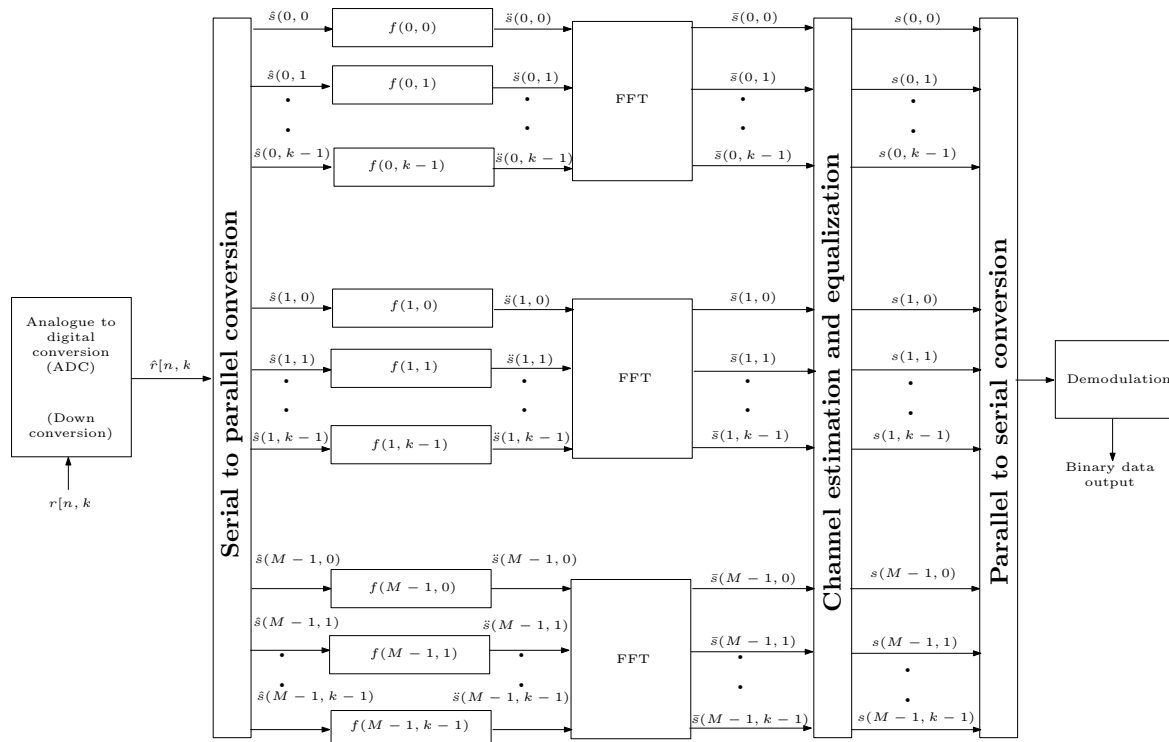 ŝ(0, 0
f(0, 0)
s̈(0, 0)
s̄(0, 0)
s(0, 0)
ŝ(0, 1
f(0, 1)
s̈(0, 1)
FFT
s̄(0, 1)
s(0, 1)
ŝ(0, k − 1)
f(0, k − 1)
s̈(0, k − 1)
s̄(0, k − 1)
s(0, k − 1)
Serial to parallel conversion
Channel estimation and equalization
Parallel to serial conversion
Analogue to
digital
conversion
(ADC)
(Down
conversion)
r̂[n, k
r[n, k
ŝ(1, 0)
f(1, 0)
s̈(1, 0)
s̄(1, 0)
s(1, 0)
ŝ(1, 1)
f(1, 1)
s̈(1, 1)
FFT
s̄(1, 1)
s(1, 1)
ŝ(1, k − 1)
f(1, k − 1)
s̈(1, k − 1)
s̄(1, k − 1)
s(1, k − 1)
Demodulation
Binary data
output
ŝ(M − 1, 0)
f(M − 1, 0)
s̈(M − 1, 0)
s̄(M − 1, 0)
s(M − 1, 0)
ŝ(M − 1, 1)
f(M − 1, 1)
s̈(M − 1, 1)
FFT
s̄(M − 1, 1)
s(M − 1, 1)
ŝ(M − 1, k − 1)
f(M − 1, k − 1)
s̈(M − 1, k − 1)
s̄(M − 1, k − 1)
s(M − 1, k − 1)